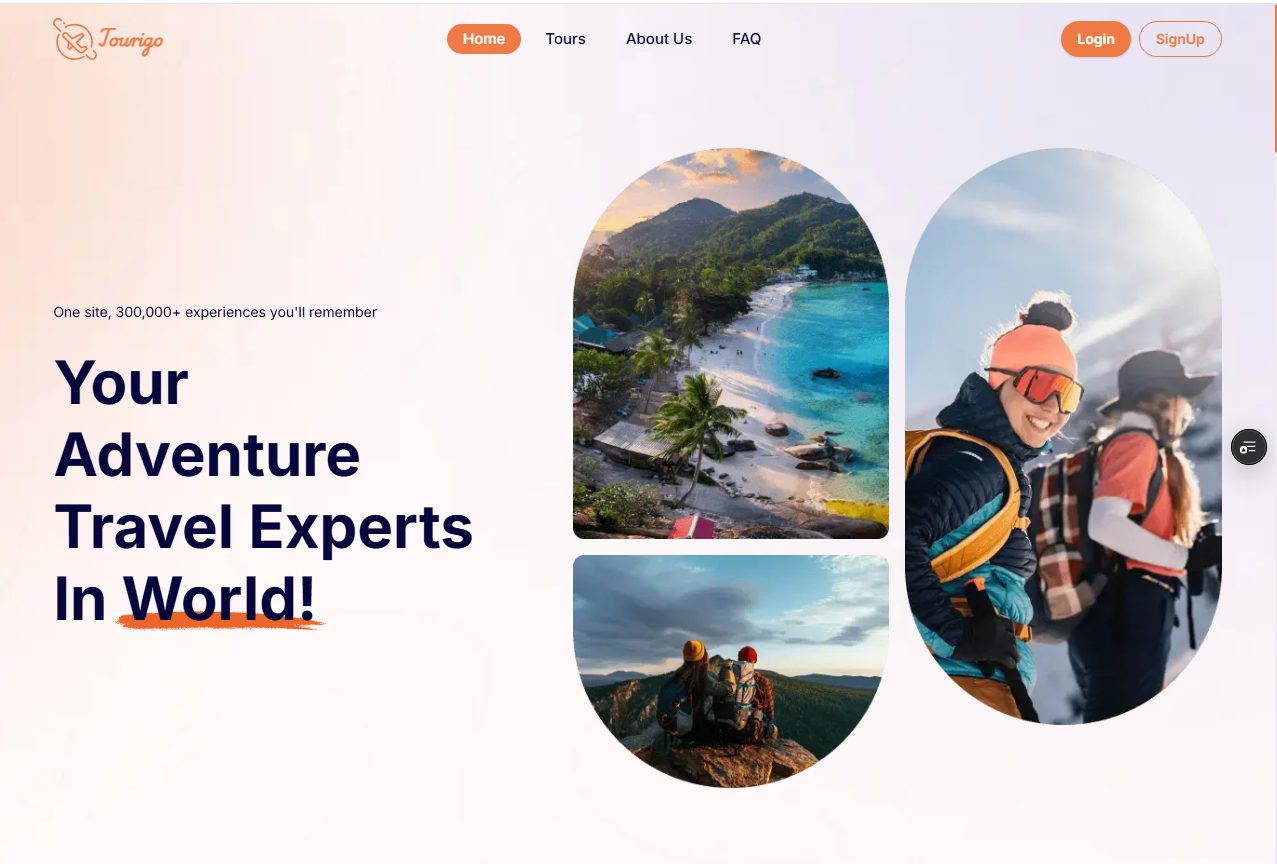 Tourigo
Home Tours About Us FAQ
Login SignUp
One site, 300,000+ experiences you'll remember
Your
Adventure
Travel Experts
In World!